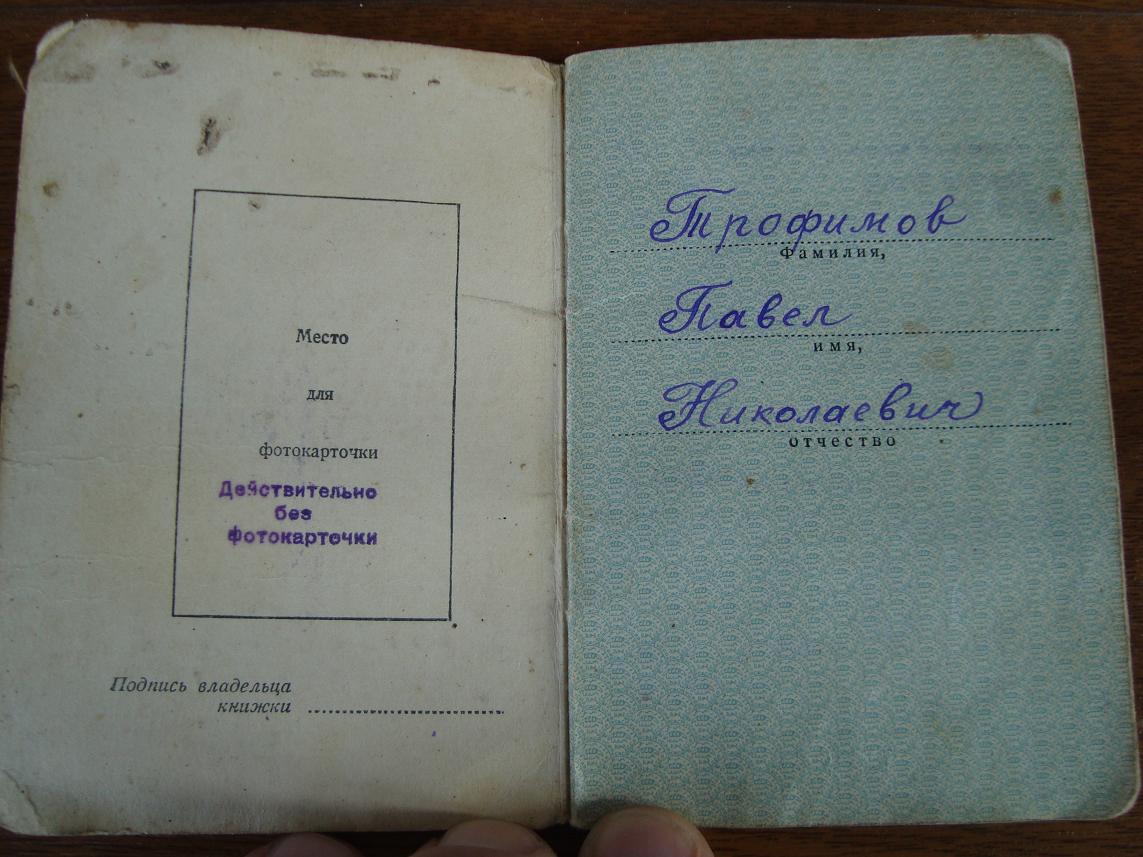 Место
для
фотокарточки
Действительно
без
фотокарточки
Подпись владельца
книжки
Трофимов
Фамилия,
Павел
имя,
Николаевич
отчество